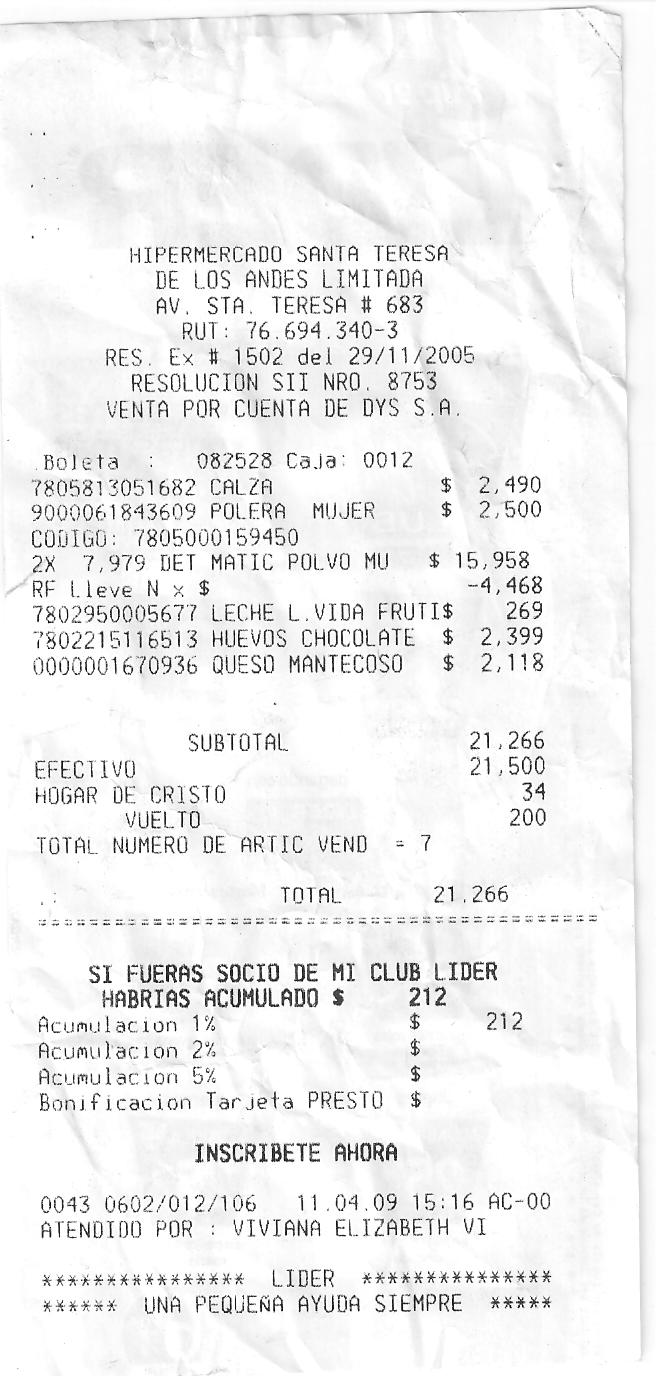 HIPERMERCADO SANTA TERESA
DE LOS ANDES LIMITADA
AV. STA. TERESA # 683
RUT: 76.694.340-3
RES. Ex # 1502 del 29/11/2005
RESOLUCION SII NRO. 8753
VENTA POR CUENTA DE DYS S.A.
.Boleta : 082528 Caja: 0012
7805813051682 CALZA $ 2,490
9000061843609 POLERA MUJER $ 2,500
CODIGO: 7805000159450
2X 7,979 DET MATIC POLVO MU $ 15,958
RF Lleve N x $ -4,468
7802950005677 LECHE L.VIDA FRUTI$ 269
7802215116513 HUEVOS CHOCOLATE $ 2,399
0000001670936 QUESO MANTECOSO $ 2,118
SUBTOTAL 21,266
EFECTIVO 21,500
HOGAR DE CRISTO 34
VUELTO 200
TOTAL NUMERO DE ARTIC VEND = 7
.: TOTAL 21.266
==============================================
SI FUERAS SOCIO DE MI CLUB LIDER
HABRIAS ACUMULADO $ 212
Acumulacion 1% $ 212
Acumulacion 2% $
Acumulacion 5% $
Bonificacion Tarjeta PRESTO $
INSCRIBETE AHORA
0043 0602/012/106 11.04.09 15:16 AC-00
ATENDIDO POR : VIVIANA ELIZABETH VI
**************** LIDER ***************
****** UNA PEQUEÑA AYUDA SIEMPRE *****